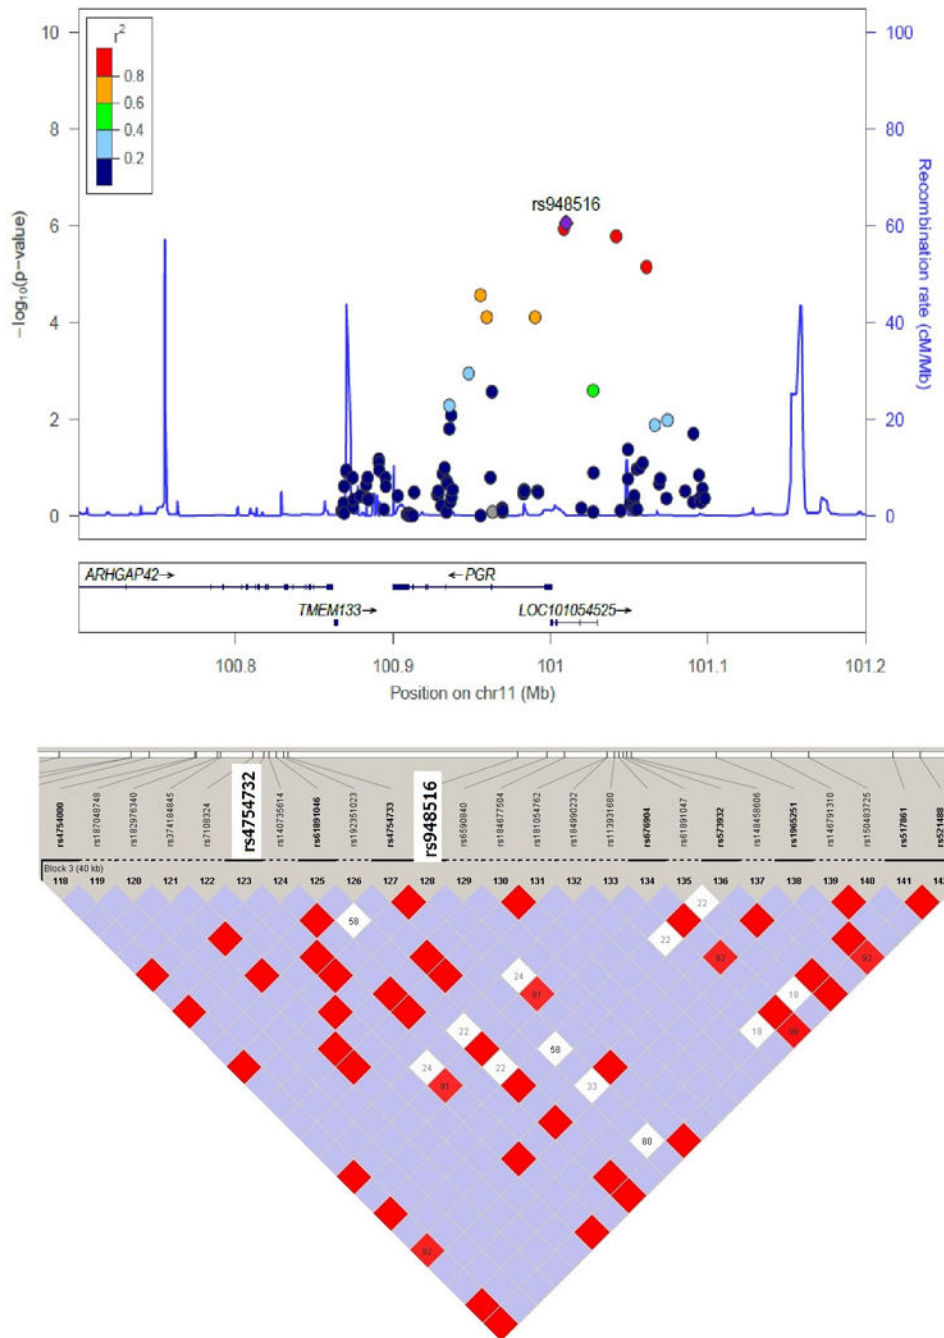 r²
0.8
0.6
0.4
0.2
10
8
6
4
2
0
−log₁₀(p-value)
100
80
60
40
20
0
Recombination rate (cM/Mb)
rs948516
ARHGAP42→
←PGR
TMEM133→
LOC101054525→
100.8 100.9 101 101.1 101.2
Position on chr11 (Mb)
rs4754000
rs187048748
rs182976340
rs374184845
rs7108324
rs4754732
rs140735614
rs61891046
rs192351023
rs4754733
rs948516
rs6590840
rs184677504
rs181054762
rs184990232
rs113931680
rs676904
rs61891047
rs573932
rs148458606
rs1965251
rs146791310
rs150483725
rs517861
rs521488
Block 3 (40 kb)
118 119 120 121 122 123 124 125 126 127 128 129 130 131 132 133 134 135 136 137 138 139 140 141 142
58 22
22
92 92
24
91 18
22 18 96
58
24 22
91 33
80
92